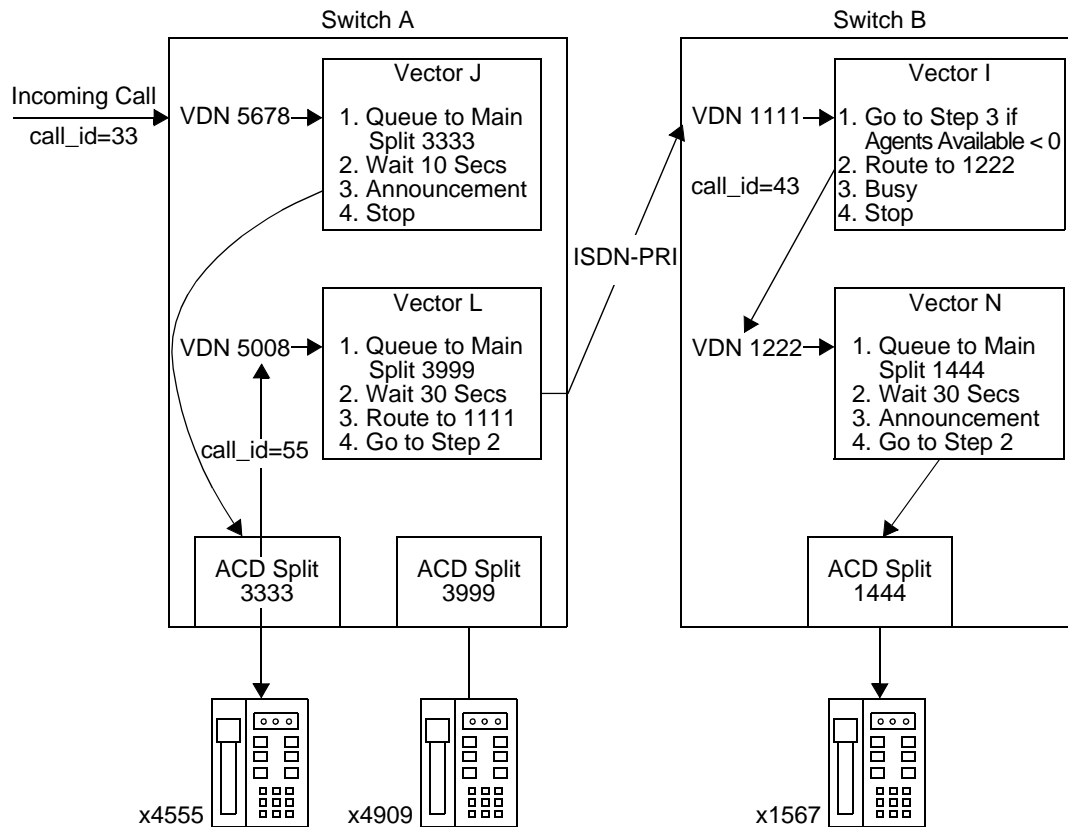 Switch A
Switch B
Incoming Call
call_id=33
VDN 5678
Vector J
1. Queue to Main
Split 3333
2. Wait 10 Secs
3. Announcement
4. Stop
VDN 1111
call_id=43
Vector I
1. Go to Step 3 if
Agents Available < 0
2. Route to 1222
3. Busy
4. Stop
ISDN-PRI
VDN 5008
call_id=55
Vector L
1. Queue to Main
Split 3999
2. Wait 30 Secs
3. Route to 1111
4. Go to Step 2
VDN 1222
Vector N
1. Queue to Main
Split 1444
2. Wait 30 Secs
3. Announcement
4. Go to Step 2
ACD Split
3333
ACD Split
3999
ACD Split
1444
x4555
x4909
x1567